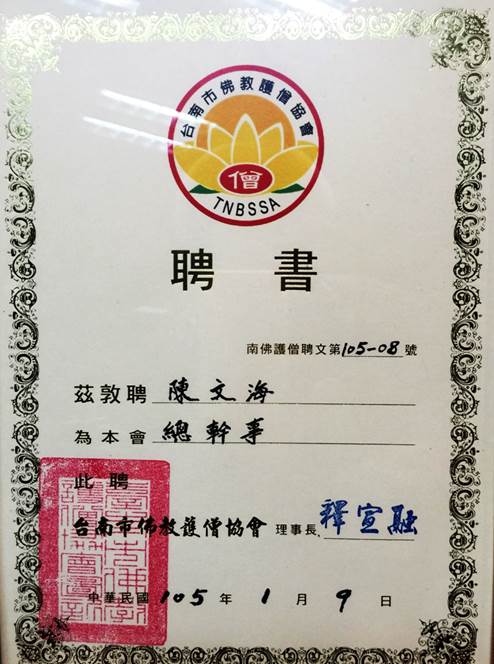 台南市佛教護僧協會
僧
TNBSSA
聘書
南佛護僧聘文第105-08號
茲敦聘 陳文海
為本會 總幹事
此聘
台南市佛教護僧協會 理事長 釋宣融
中華民國 105 年 1 月 9 日